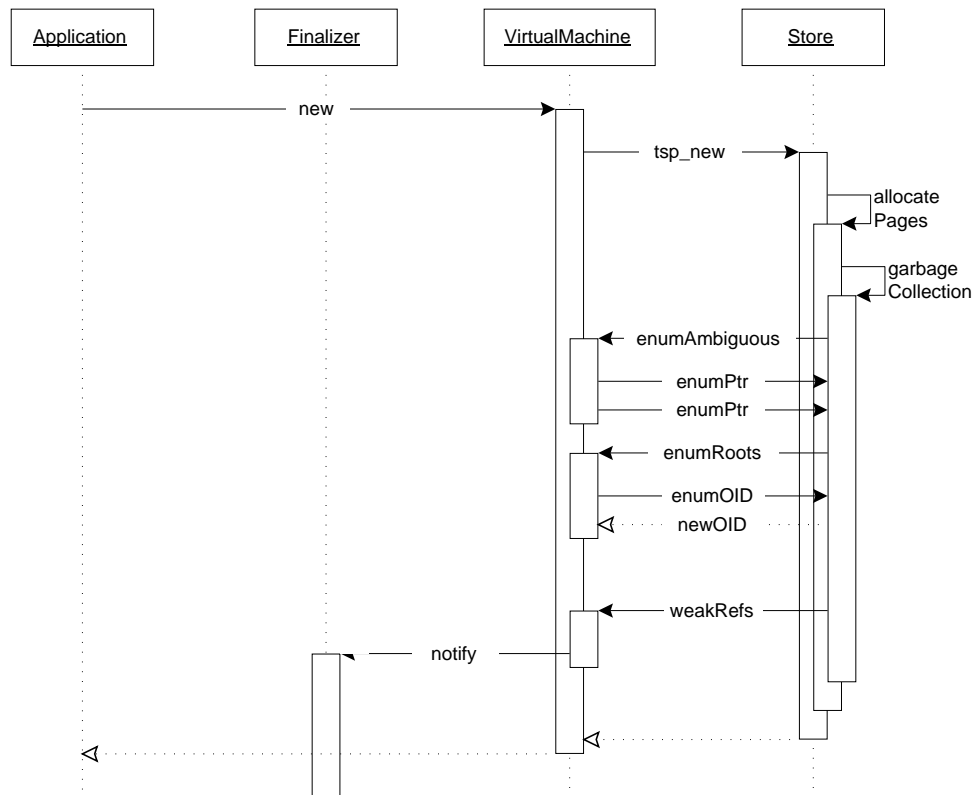 Application
Finalizer
VirtualMachine
Store
new
tsp_new
allocate
Pages
garbage
Collection
enumAmbiguous
enumPtr
enumPtr
enumRoots
enumOID
newOID
weakRefs
notify